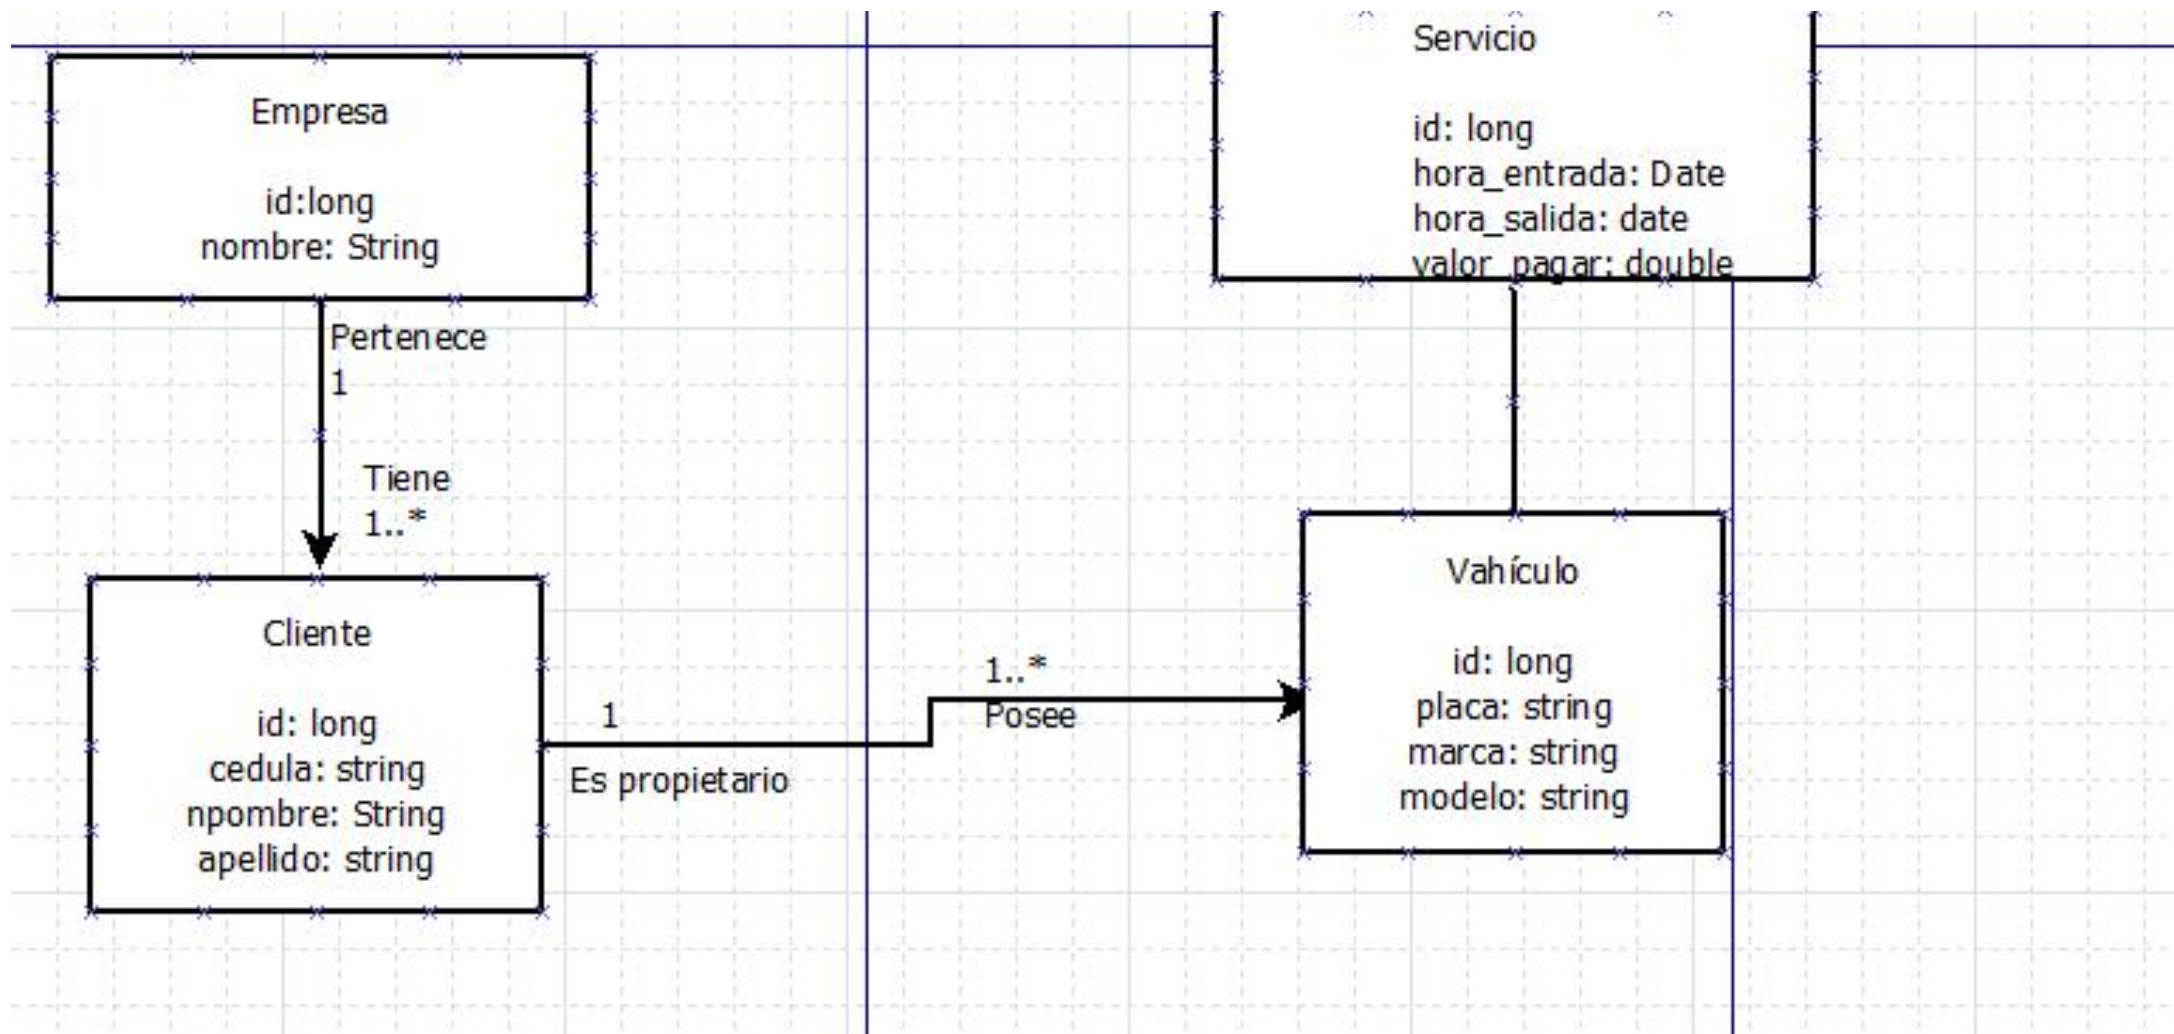 Empresa
id:long
nombre: String
Pertenece
1
Tiene
1..*
Cliente
id: long
cedula: string
npombre: String
apellido: string
1
Es propietario
1..*
Posee
Servicio
id: long
hora_entrada: Date
hora_salida: date
valor_pagar: double
Vahículo
id: long
placa: string
marca: string
modelo: string